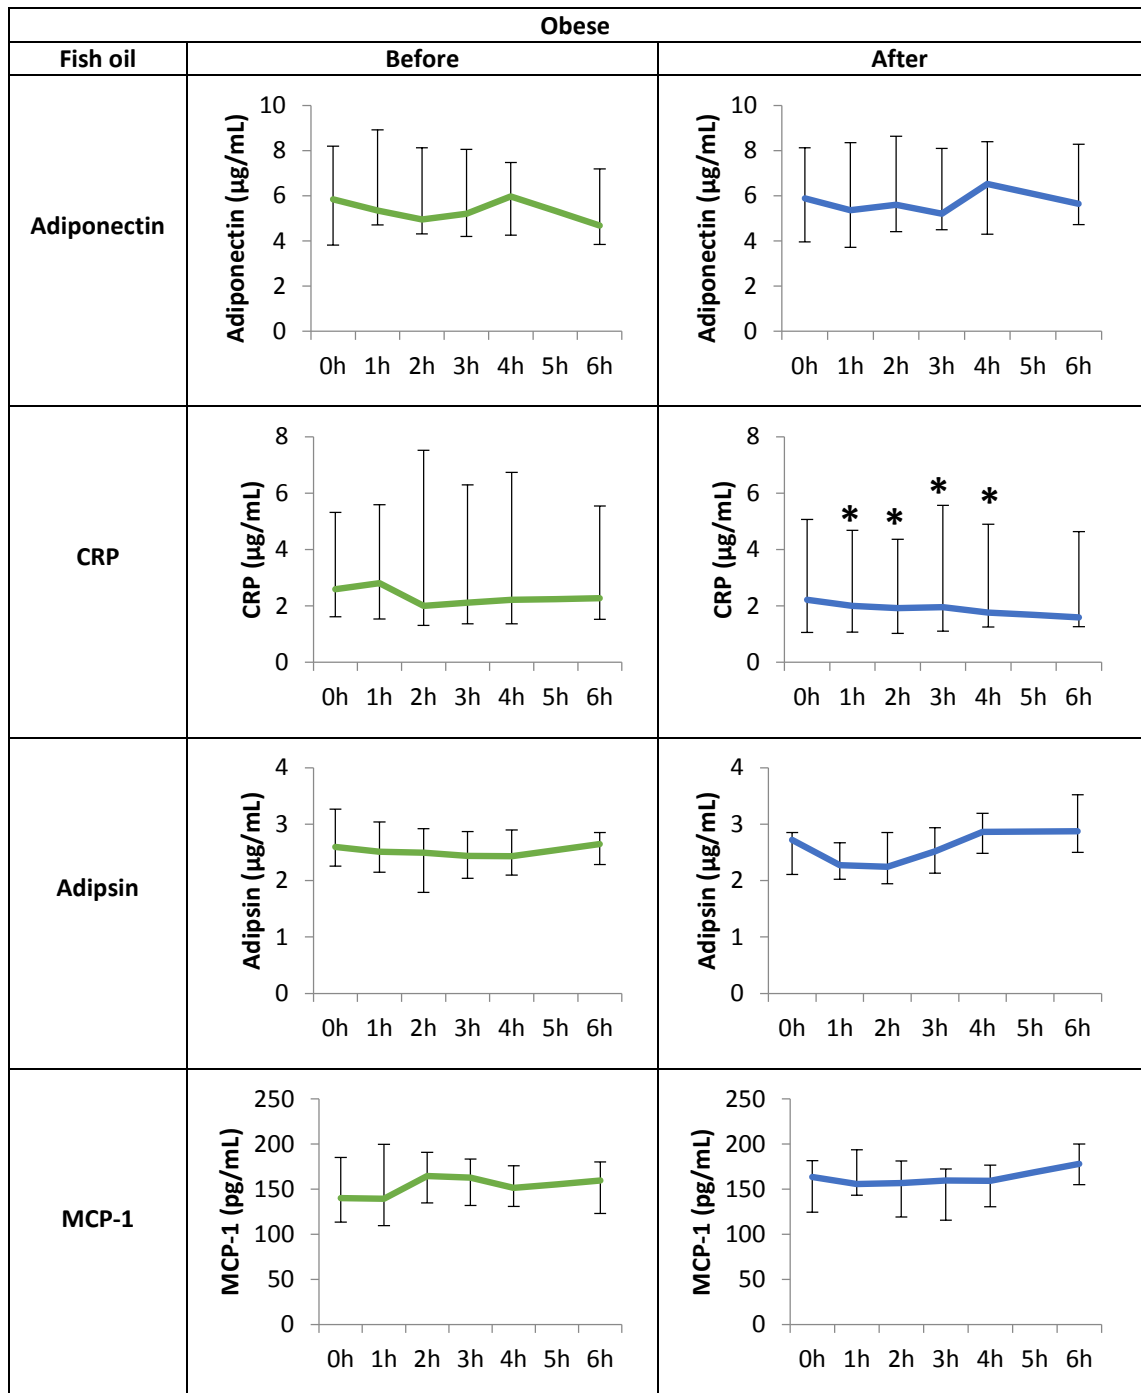 Obese
Fish oil Before After
Adiponectin
Adiponectin (µg/mL)
10
8
6
4
2
0
0h 1h 2h 3h 4h 5h 6h
Adiponectin (µg/mL)
10
8
6
4
2
0
0h 1h 2h 3h 4h 5h 6h
CRP
CRP (µg/mL)
8
6
4
2
0
0h 1h 2h 3h 4h 5h 6h
CRP (µg/mL)
8
6
4
2
0
* * * *
0h 1h 2h 3h 4h 5h 6h
Adipsin
Adipsin (µg/mL)
4
3
2
1
0
0h 1h 2h 3h 4h 5h 6h
Adipsin (µg/mL)
4
3
2
1
0
0h 1h 2h 3h 4h 5h 6h
MCP-1
MCP-1 (pg/mL)
250
200
150
100
50
0
0h 1h 2h 3h 4h 5h 6h
MCP-1 (pg/mL)
250
200
150
100
50
0
0h 1h 2h 3h 4h 5h 6h